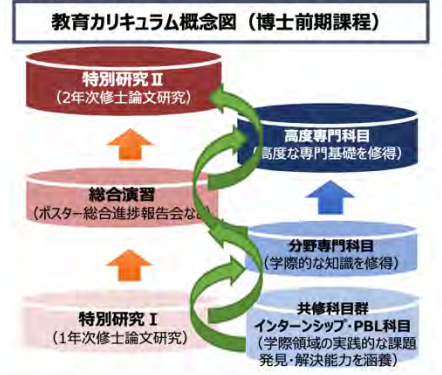 教育カリキュラム概念図（博士前期課程）
特別研究Ⅱ
（2年次修士論文研究）
高度専門科目
（高度な専門基礎を修得）
総合演習
（ポスター総合進捗報告会な
分野専門科目
（学際的な知識を修得）
特別研究Ⅰ
（1年次修士論文研究）
共修科目群
インターンシップ・PBL科目
（学際領域の実践的な課題
発見・解決能力を涵養）